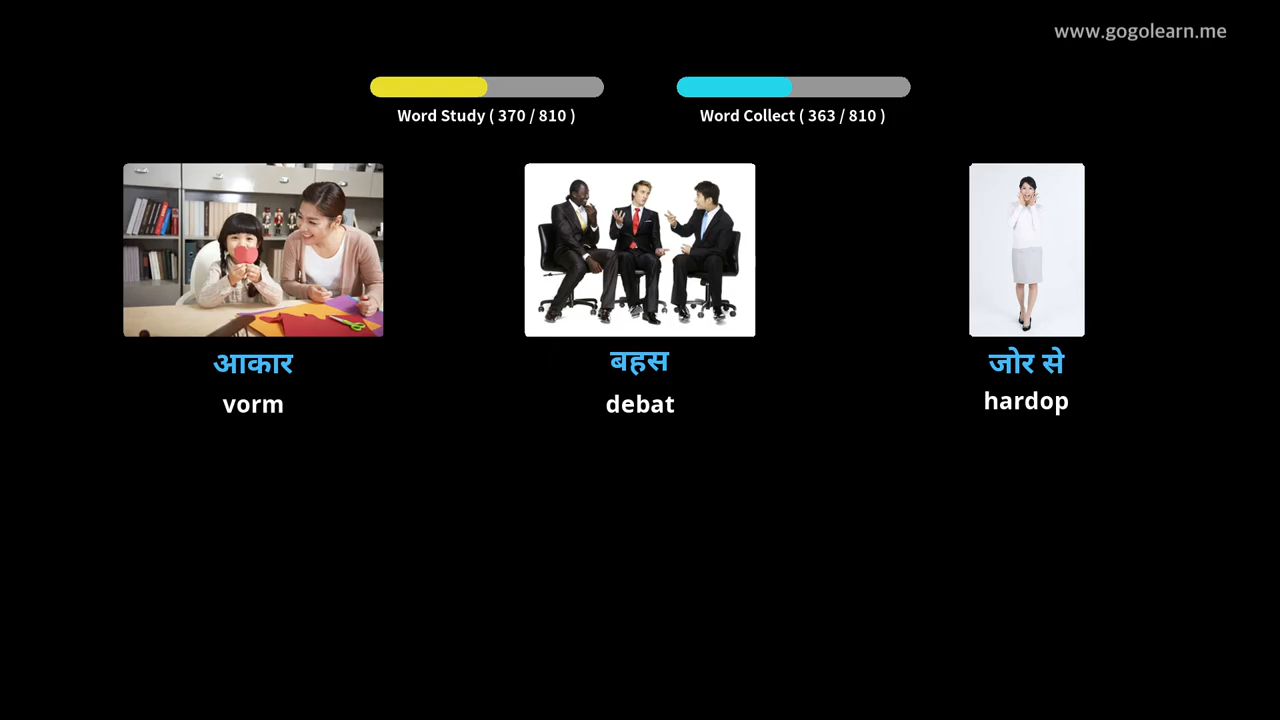 www.gogolearn.me
Word Study ( 370 / 810 )
Word Collect ( 363 / 810 )
आकार
vorm
बहस
debat
जोर से
hardop